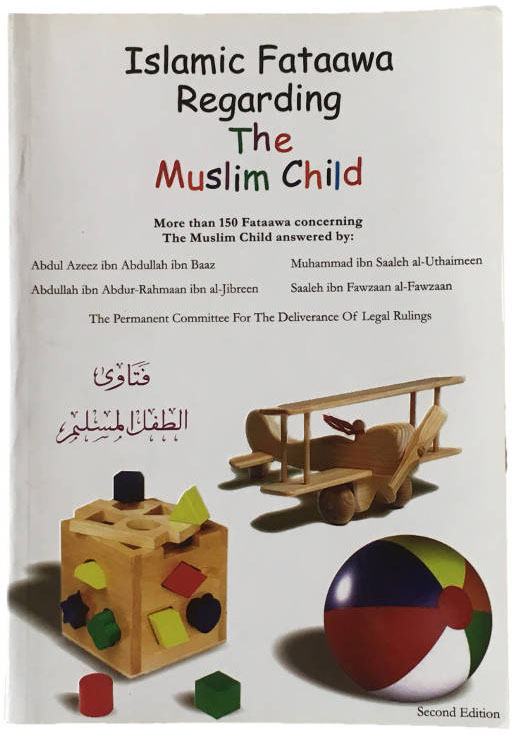 Islamic Fataawa
Regarding
The
Muslim Child
More than 150 Fataawa concerning
The Muslim Child answered by:
Abdul Azeez ibn Abdullah ibn Baaz
Muhammad ibn Saaleh al-Uthaimeen
Abdullah ibn Abdur-Rahmaan ibn al-Jibreen
Saaleh ibn Fawzaan al-Fawzaan
The Permanent Committee For The Deliverance Of Legal Rulings
فتاوى
الطفل المسلم
Second Edition